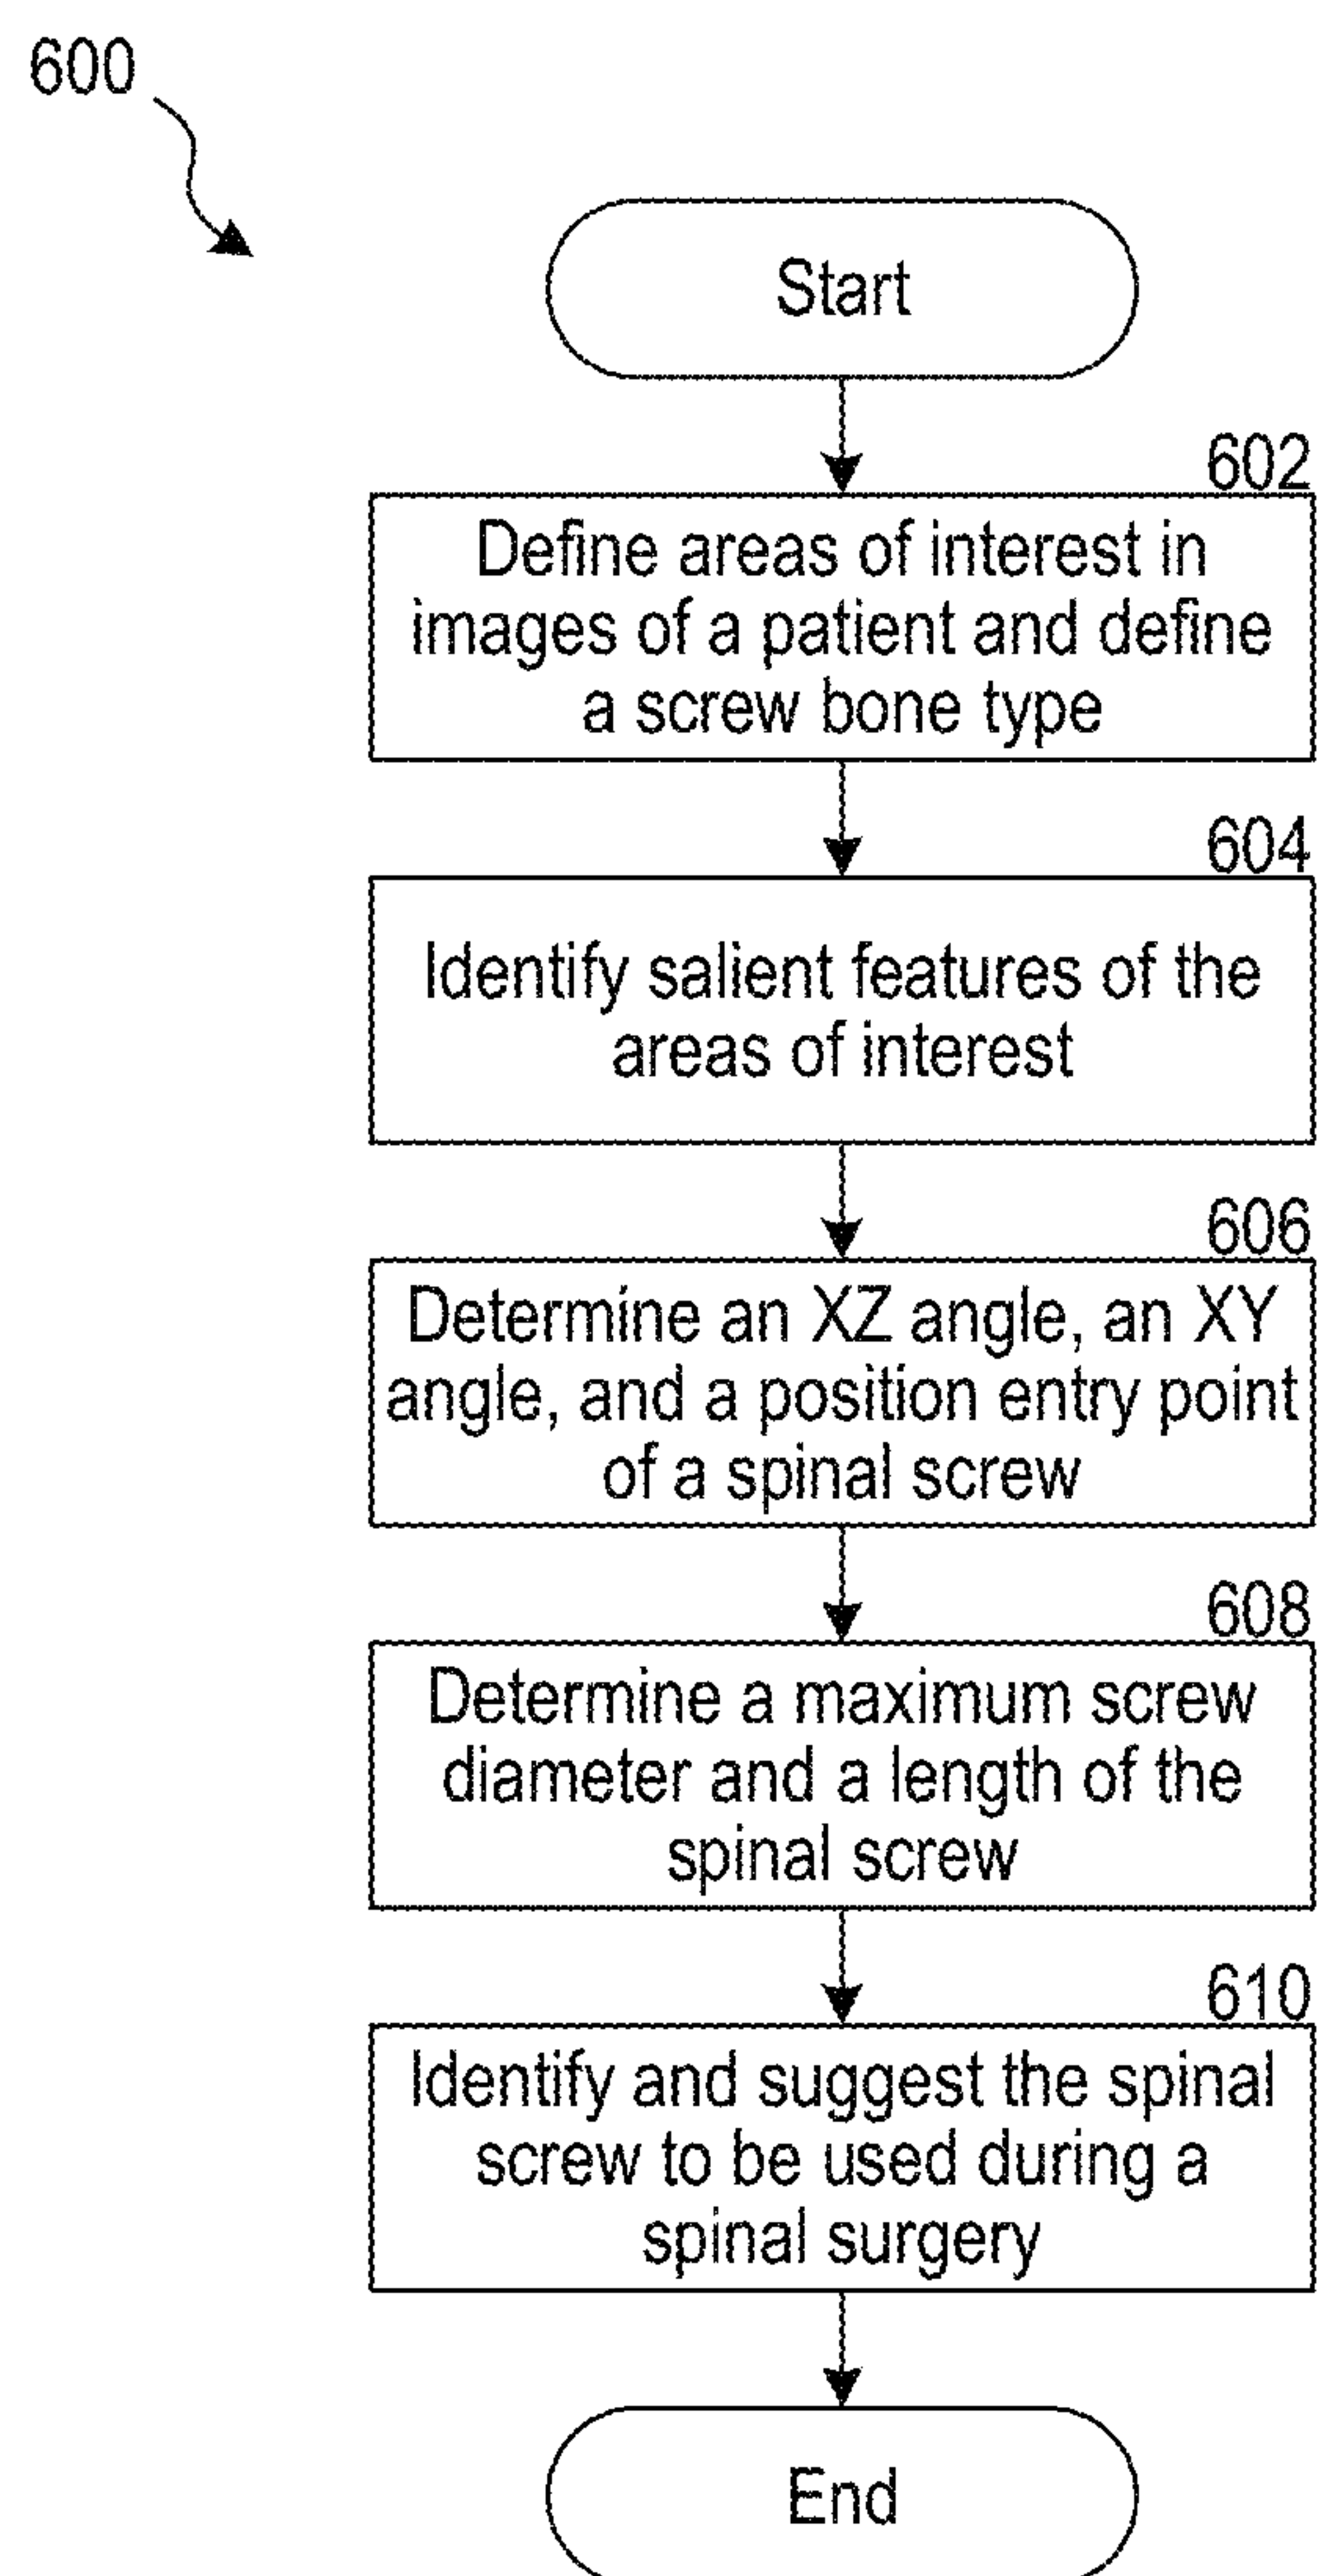 600
Start
602
Define areas of interest in
images of a patient and define
a screw bone type
604
Identify salient features of the
areas of interest
606
Determine an XZ angle, an XY
angle, and a position entry point
of a spinal screw
608
Determine a maximum screw
diameter and a length of the
spinal screw
610
Identify and suggest the spinal
screw to be used during a
spinal surgery
End